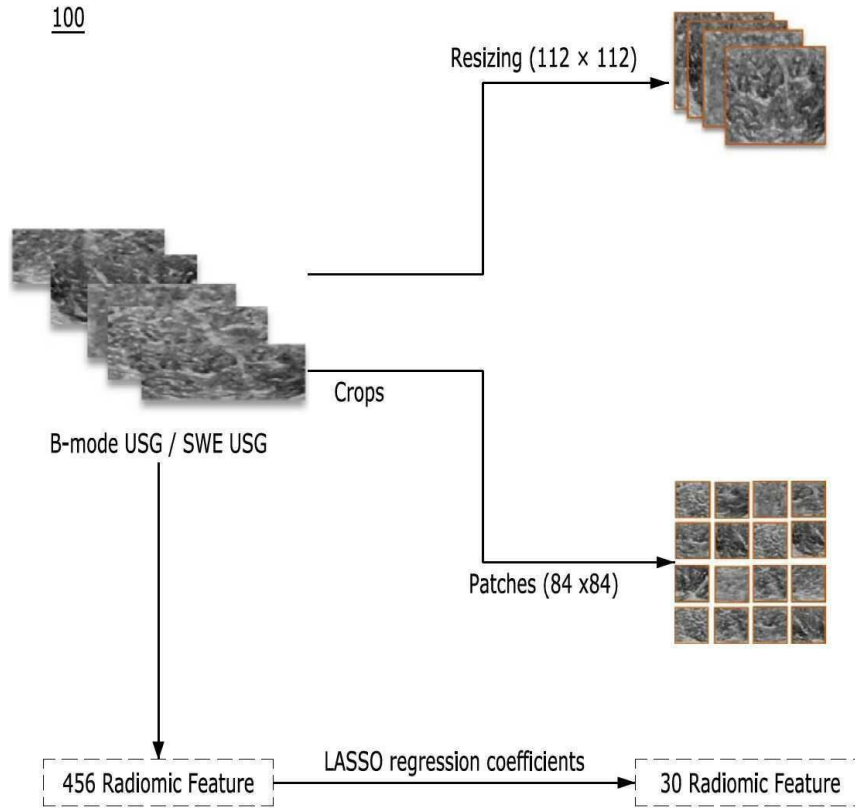 100
Resizing (112 × 112)
Crops
B-mode USG / SWE USG
Patches (84 x84)
LASSO regression coefficients
456 Radiomic Feature
30 Radiomic Feature